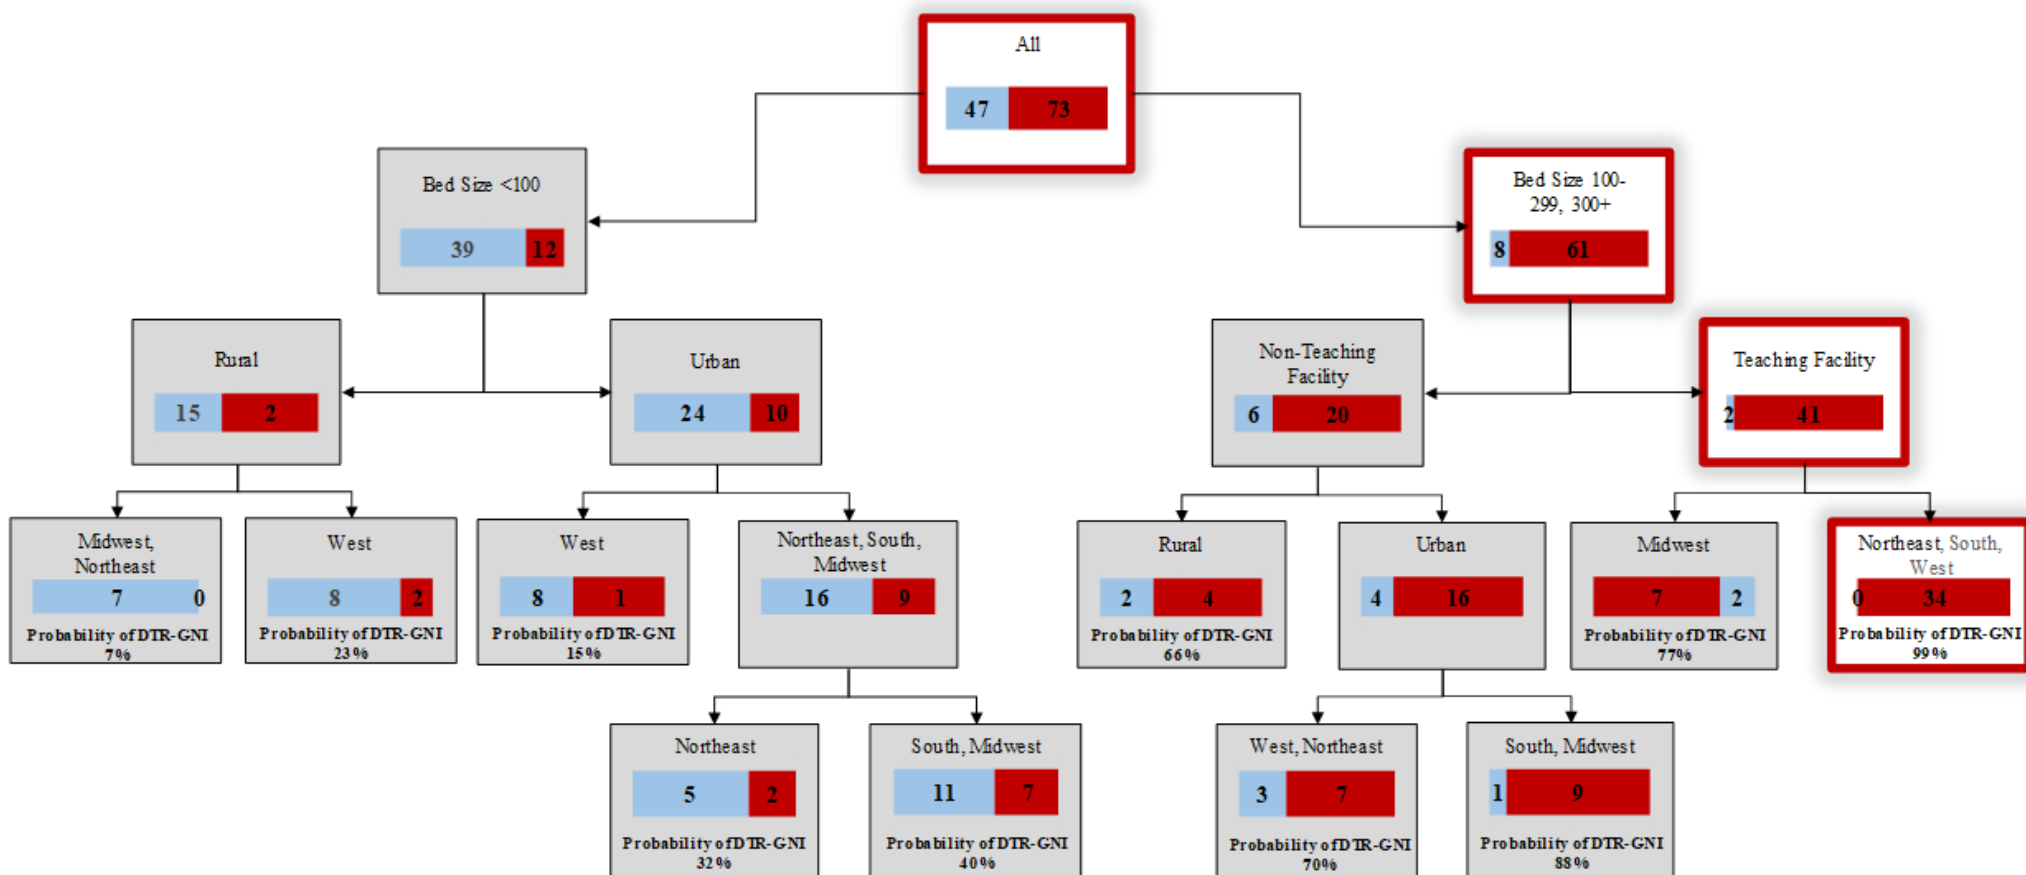 All
47 73
Bed Size <100
39 12
Bed Size 100-
299, 300+
8 61
Rural
15 2
Urban
24 10
Non-Teaching
Facility
6 20
Teaching Facility
2 41
Midwest,
Northeast
7 0
Probability of DTR-GNI
7%
West
8 2
Probability of DTR-GNI
23%
West
8 1
Probability of DTR-GNI
15%
Northeast, South,
Midwest
16 9
Rural
2 4
Probability of DTR-GNI
66%
Urban
4 16
Midwest
7 2
Probability of DTR-GNI
77%
Northeast, South,
West
0 34
Probability of DTR-GNI
99%
Northeast
5 2
Probability of DTR-GNI
32%
South, Midwest
11 7
Probability of DTR-GNI
40%
West, Northeast
3 7
Probability of DTR-GNI
70%
South, Midwest
1 9
Probability of DTR-GNI
88%